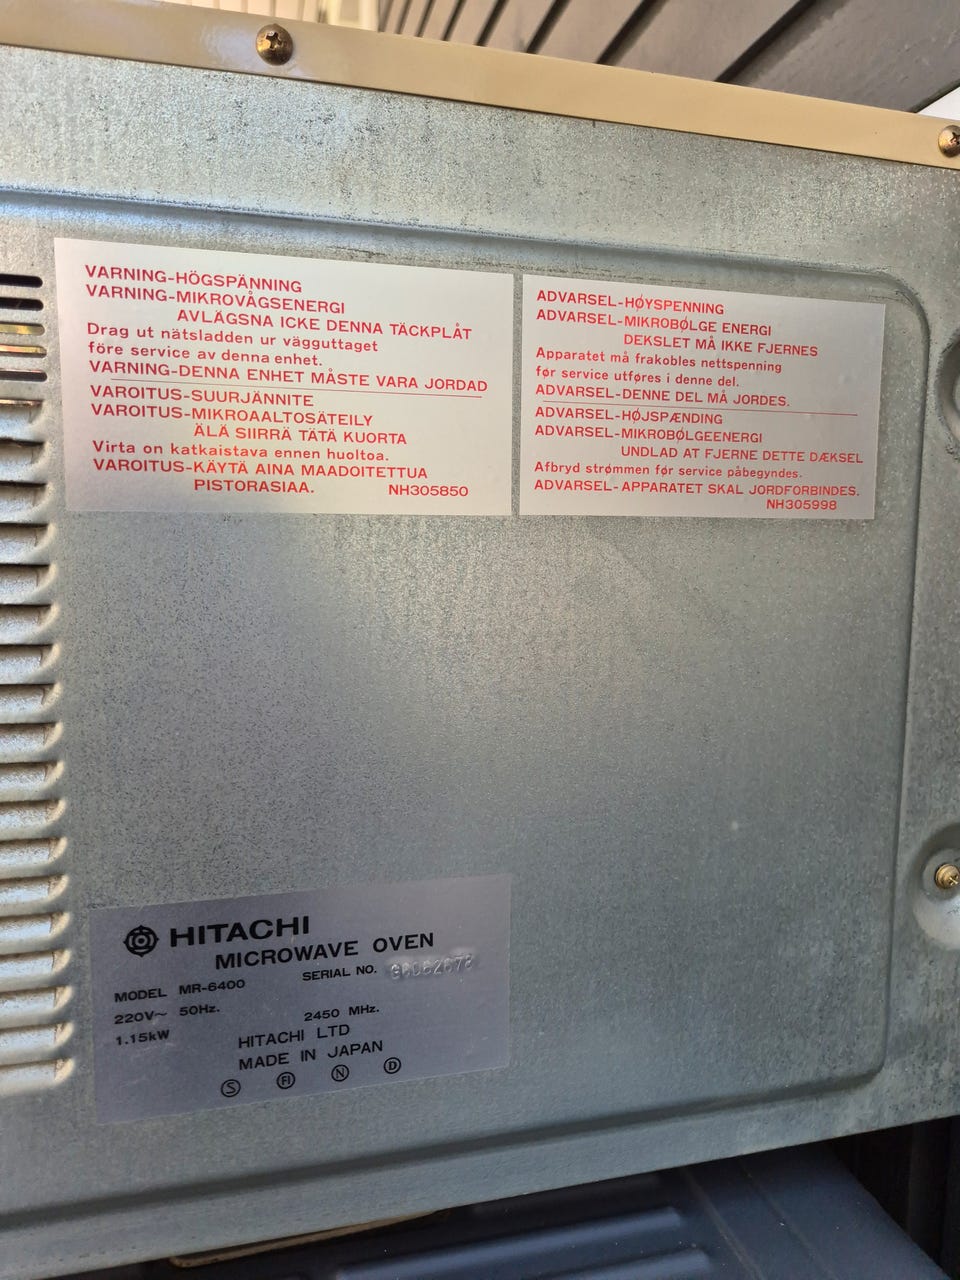 VARNING-HÖGSPÄNNING
VARNING-MIKROVÅGSENERGI
AVLÄGSNA ICKE DENNA TÄCKPLÅT
Drag ut nätsladden ur vägguttaget
före service av denna enhet.
VARNING-DENNA ENHET MÅSTE VARA JORDAD
VAROITUS-SUURJÄNNITE
VAROITUS-MIKROAALTOSÄTEILY
ÄLÄ SIIRRÄ TÄTÄ KUORTA
Virta on katkaistava ennen huoltoa.
VAROITUS-KÄYTÄ AINA MAADOITETTUA
PISTORASIAA. NH305850
ADVARSEL-HØYSPENNING
ADVARSEL-MIKROBØLGE ENERGI
DEKSLET MÅ IKKE FJERNES
Apparatet må frakobles nettspenning
før service utføres i denne del.
ADVARSEL-DENNE DEL MÅ JORDES.
ADVARSEL-HØJSPÆNDING
ADVARSEL-MIKROBØLGEENERGI
UNDLAD AT FJERNE DETTE DÆKSEL
Afbryd strømmen før service påbegyndes.
ADVARSEL-APPARATET SKAL JORDFORBINDES.
NH305998
HITACHI
MICROWAVE OVEN
MODEL MR-6400 SERIAL NO.
220V~ 50Hz. 2450 MHz.
1.15kW HITACHI LTD
MADE IN JAPAN
S FI N D